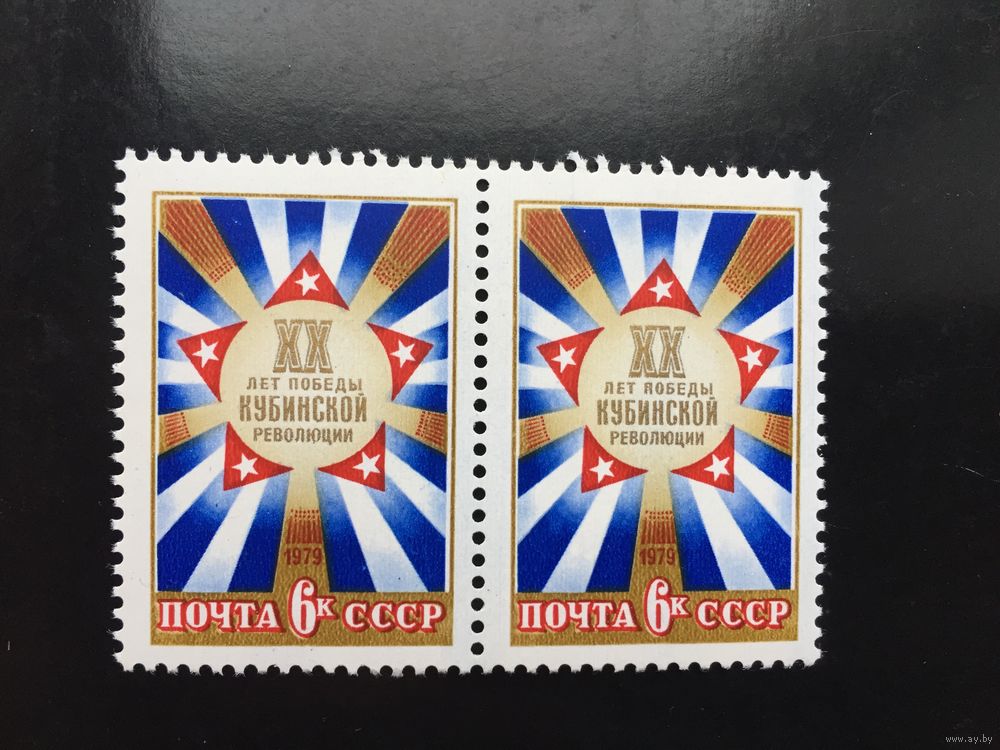 XX
ЛЕТ ПОБЕДЫ
КУБИНСКОЙ
РЕВОЛЮЦИИ
1979
ПОЧТА 6к СССР
XX
ЛЕТ ПОБЕДЫ
КУБИНСКОЙ
РЕВОЛЮЦИИ
1979
ПОЧТА 6к СССР
www.ay.by